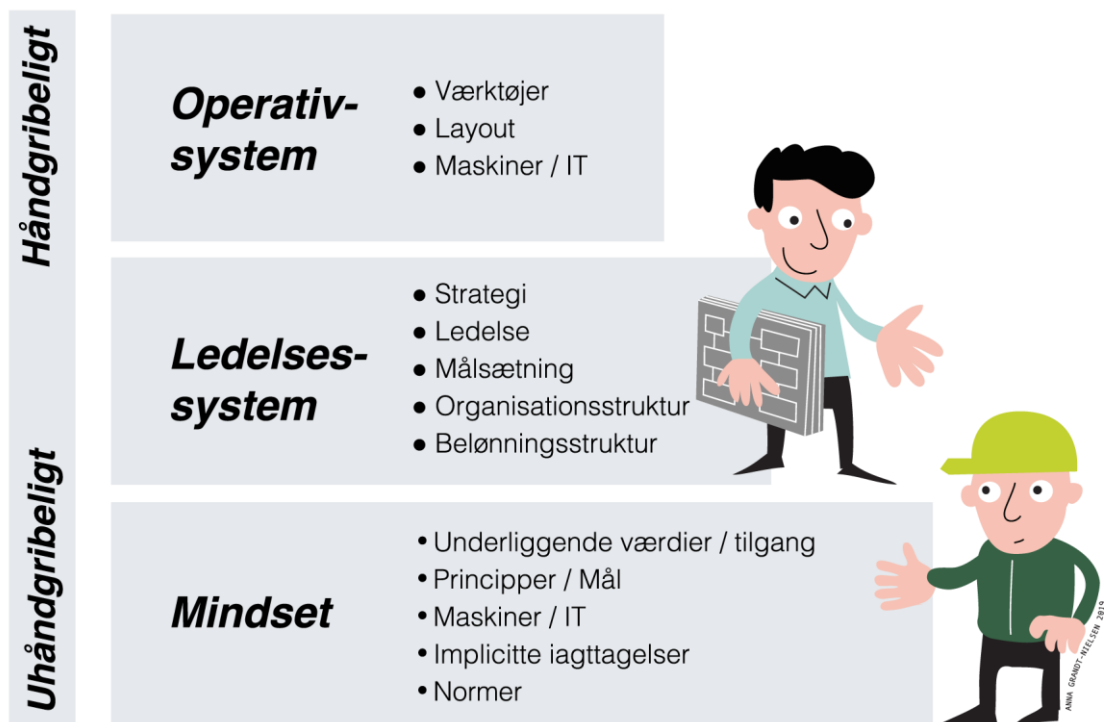 Håndgribeligt
Operativ-
system
● Værktøjer
● Layout
● Maskiner / IT
Ledelses-
system
● Strategi
● Ledelse
● Målsætning
● Organisationsstruktur
● Belønningsstruktur
Uhåndgribeligt
Mindset
• Underliggende værdier / tilgang
• Principper / Mål
• Maskiner / IT
• Implicitte iagttagelser
• Normer
ANNA GRANDT-NIELSEN 2019